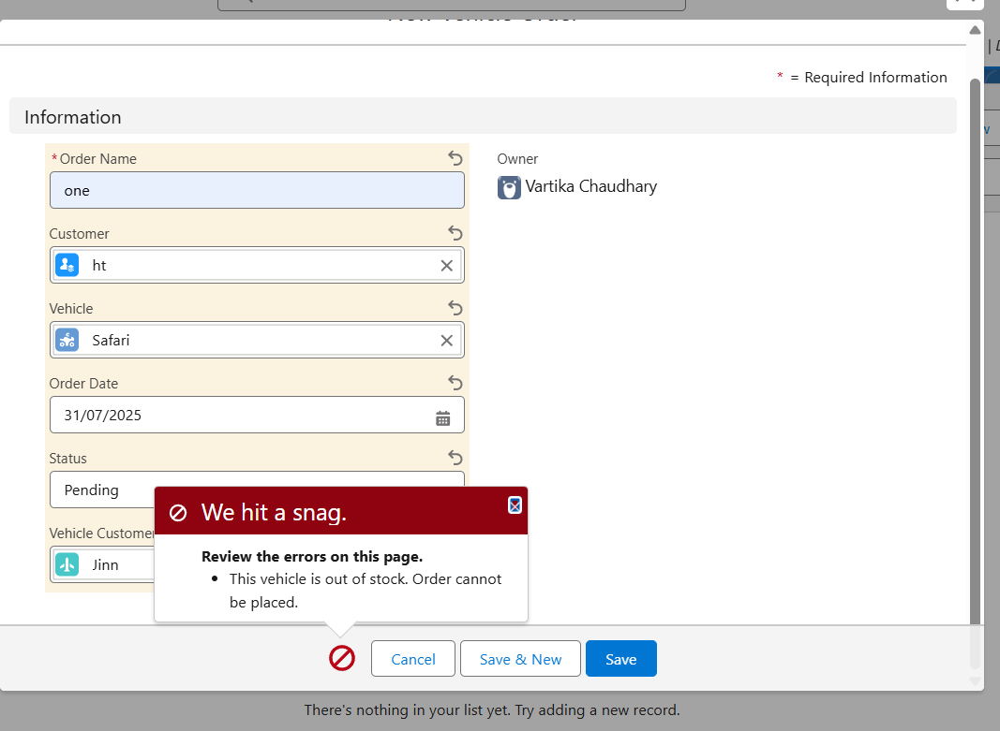 New Vehicle Order
* = Required Information
Information
*Order Name
one
Owner
Vartika Chaudhary
Customer
ht
Vehicle
Safari
Order Date
31/07/2025
Status
Pending
Vehicle Customer
Jinn
We hit a snag.
Review the errors on this page.
• This vehicle is out of stock. Order cannot
be placed.
Cancel
Save & New
Save
There's nothing in your list yet. Try adding a new record.